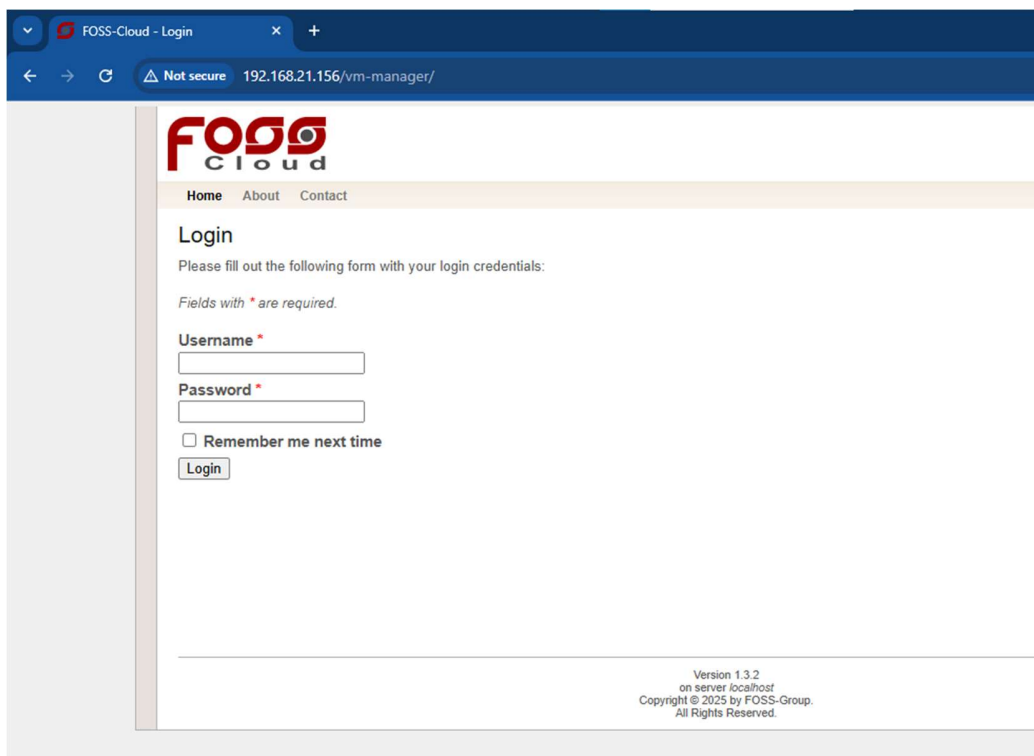 FOSS-Cloud - Login
Not secure 192.168.21.156/vm-manager/
FOSS
Cloud
Home About Contact
Login
Please fill out the following form with your login credentials:
Fields with * are required.
Username *
Password *
Remember me next time
Login
Version 1.3.2
on server localhost
Copyright © 2025 by FOSS-Group.
All Rights Reserved.